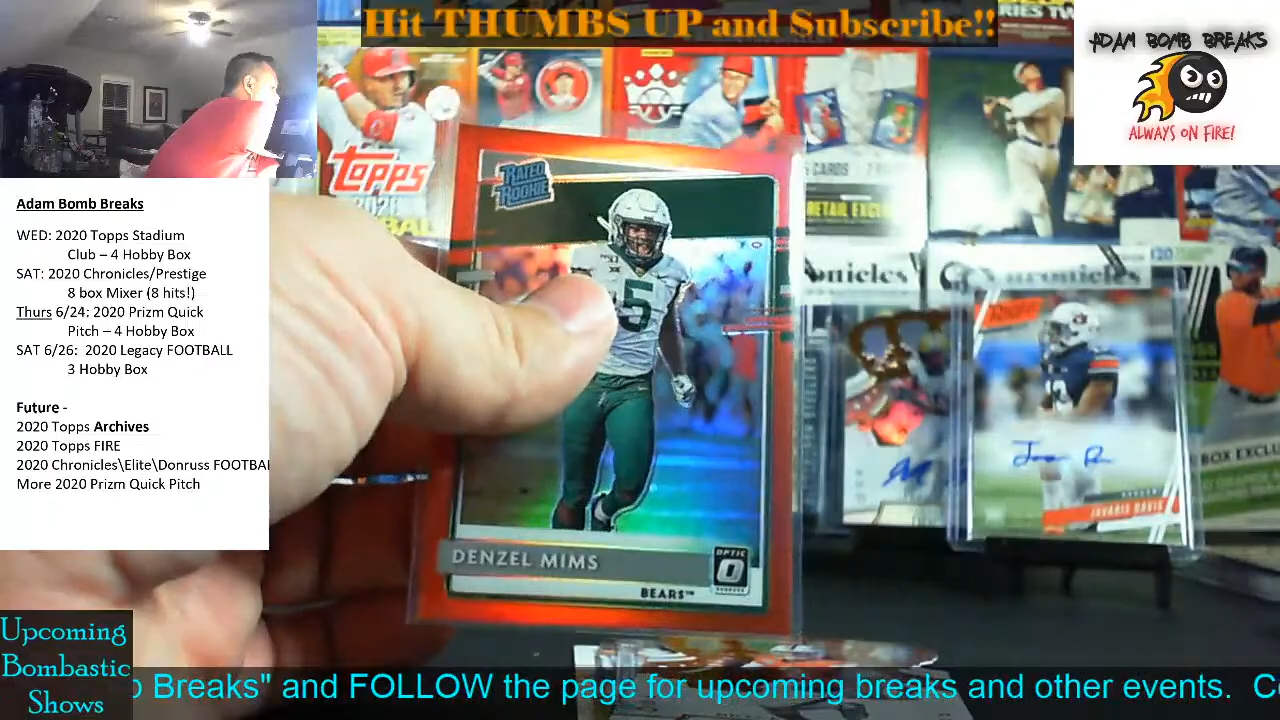 Hit THUMBS UP and Subscribe!!
ADAM BOMB BREAKS
ALWAYS ON FIRE!
Adam Bomb Breaks
WED: 2020 Topps Stadium
Club – 4 Hobby Box
SAT: 2020 Chronicles/Prestige
8 box Mixer (8 hits!)
Thurs 6/24: 2020 Prizm Quick
Pitch – 4 Hobby Box
SAT 6/26:  2020 Legacy FOOTBALL
3 Hobby Box
Future -
2020 Topps Archives
2020 Topps FIRE
2020 Chronicles\Elite\Donruss FOOTBAL
More 2020 Prizm Quick Pitch
Upcoming
Bombastic
Shows
Breaks" and FOLLOW the page for upcoming breaks and other events.
topps
RATED
ROOKIE
5
DENZEL MIMS
OPTIC
BEARS™
CARDS
JAVARIS DAVIS